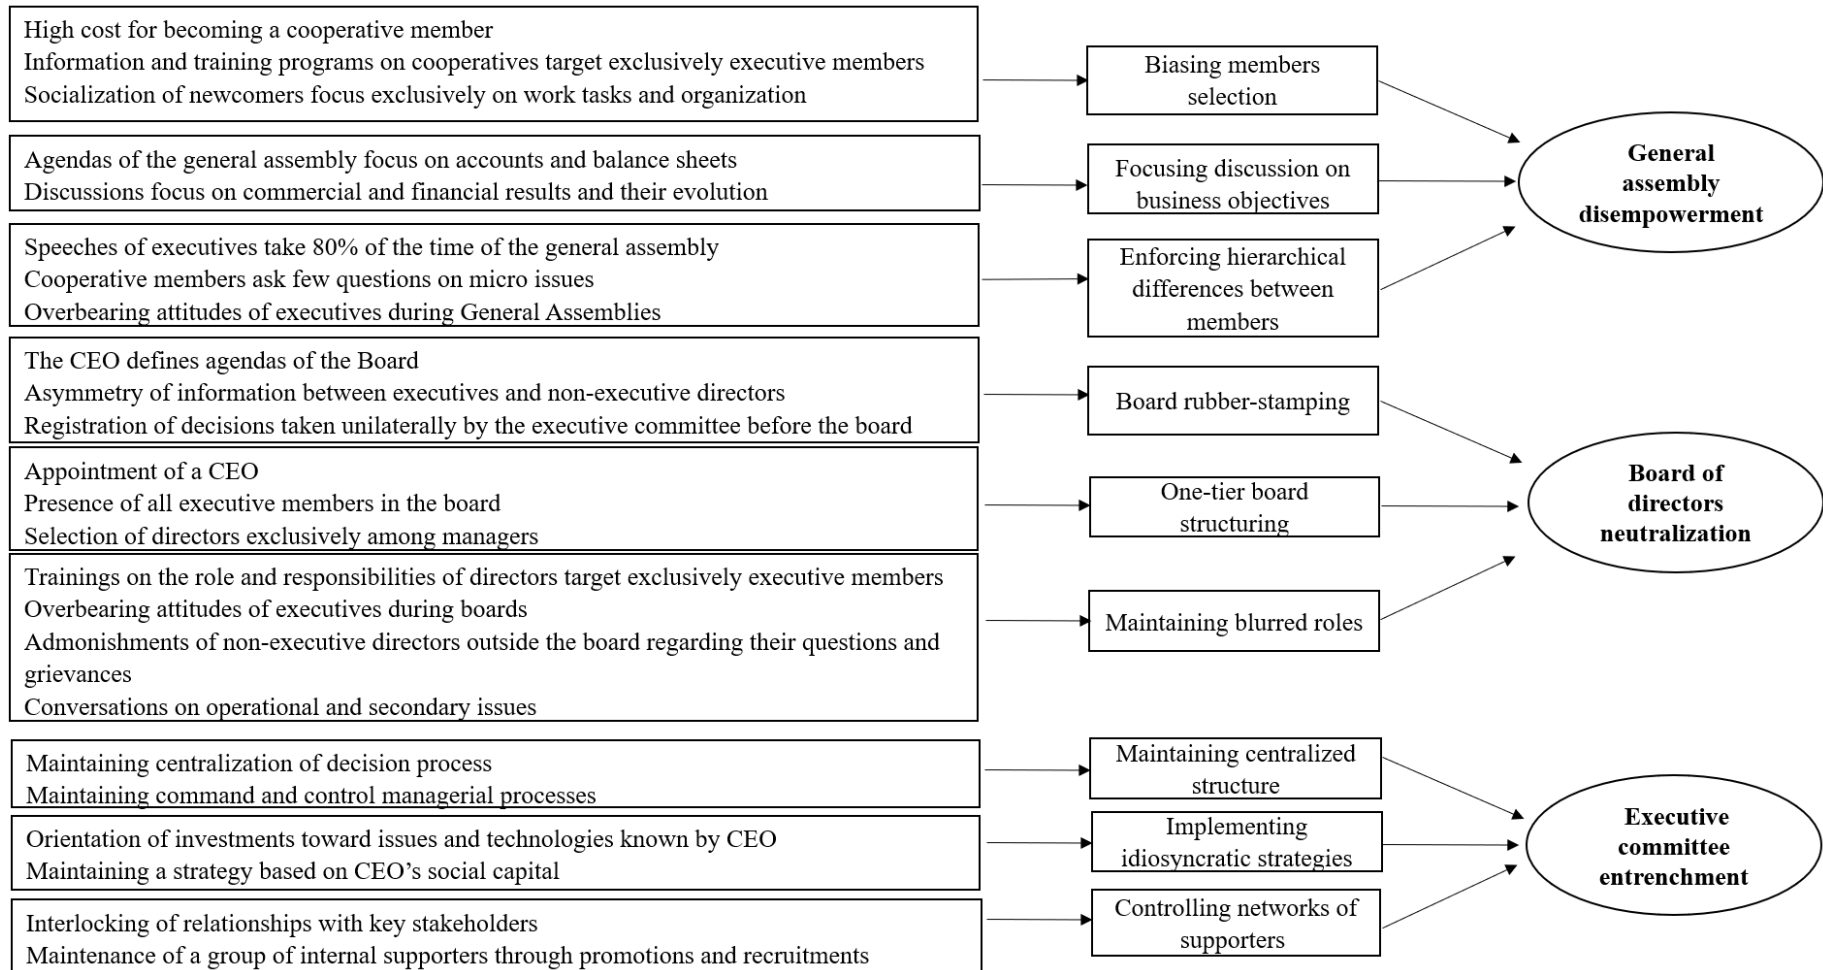 High cost for becoming a cooperative member
Information and training programs on cooperatives target exclusively executive members
Socialization of newcomers focus exclusively on work tasks and organization
Biasing members
selection
Agendas of the general assembly focus on accounts and balance sheets
Discussions focus on commercial and financial results and their evolution
Focusing discussion on
business objectives
Speeches of executives take 80% of the time of the general assembly
Cooperative members ask few questions on micro issues
Overbearing attitudes of executives during General Assemblies
Enforcing hierarchical
differences between
members
General
assembly
disempowerment
The CEO defines agendas of the Board
Asymmetry of information between executives and non-executive directors
Registration of decisions taken unilaterally by the executive committee before the board
Board rubber-stamping
Appointment of a CEO
Presence of all executive members in the board
Selection of directors exclusively among managers
One-tier board
structuring
Trainings on the role and responsibilities of directors target exclusively executive members
Overbearing attitudes of executives during boards
Admonishments of non-executive directors outside the board regarding their questions and
grievances
Conversations on operational and secondary issues
Maintaining blurred roles
Board of
directors
neutralization
Maintaining centralization of decision process
Maintaining command and control managerial processes
Maintaining centralized
structure
Orientation of investments toward issues and technologies known by CEO
Maintaining a strategy based on CEO’s social capital
Implementing
idiosyncratic strategies
Interlocking of relationships with key stakeholders
Maintenance of a group of internal supporters through promotions and recruitments
Controlling networks of
supporters
Executive
committee
entrenchment